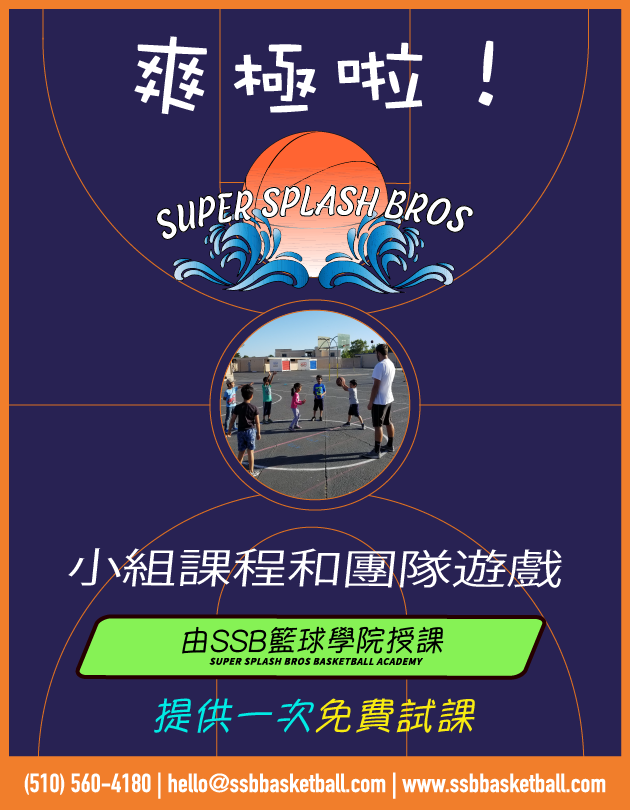 爽極啦！
SUPER SPLASH BROS
小組課程和團隊遊戲
由SSB籃球學院授課
SUPER SPLASH BROS BASKETBALL ACADEMY
提供一次免費試課
(510) 560-4180 | hello@ssbbasketball.com | www.ssbbasketball.com